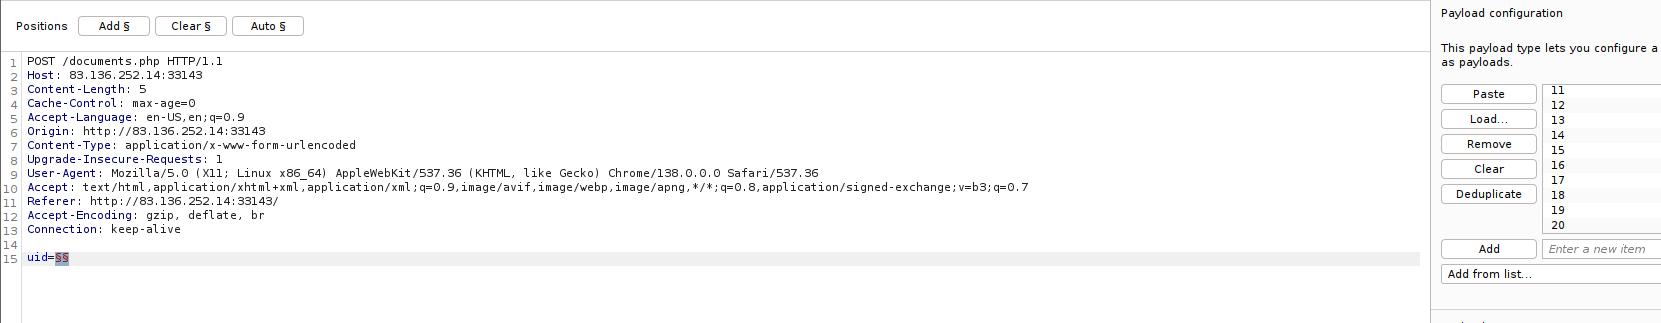 Positions Add § Clear § Auto §
1 POST /documents.php HTTP/1.1
2 Host: 83.136.252.14:33143
3 Content-Length: 5
4 Cache-Control: max-age=0
5 Accept-Language: en-US,en;q=0.9
6 Origin: http://83.136.252.14:33143
7 Content-Type: application/x-www-form-urlencoded
8 Upgrade-Insecure-Requests: 1
9 User-Agent: Mozilla/5.0 (X11; Linux x86_64) AppleWebKit/537.36 (KHTML, like Gecko) Chrome/138.0.0.0 Safari/537.36
10 Accept: text/html,application/xhtml+xml,application/xml;q=0.9,image/avif,image/webp,image/apng,*/*;q=0.8,application/signed-exchange;v=b3;q=0.7
11 Referer: http://83.136.252.14:33143/
12 Accept-Encoding: gzip, deflate, br
13 Connection: keep-alive
14
15 uid=§§
Payload configuration
This payload type lets you configure a
as payloads.
Paste
Load...
Remove
Clear
Deduplicate
11
12
13
14
15
16
17
18
19
20
Add Enter a new item
Add from list...